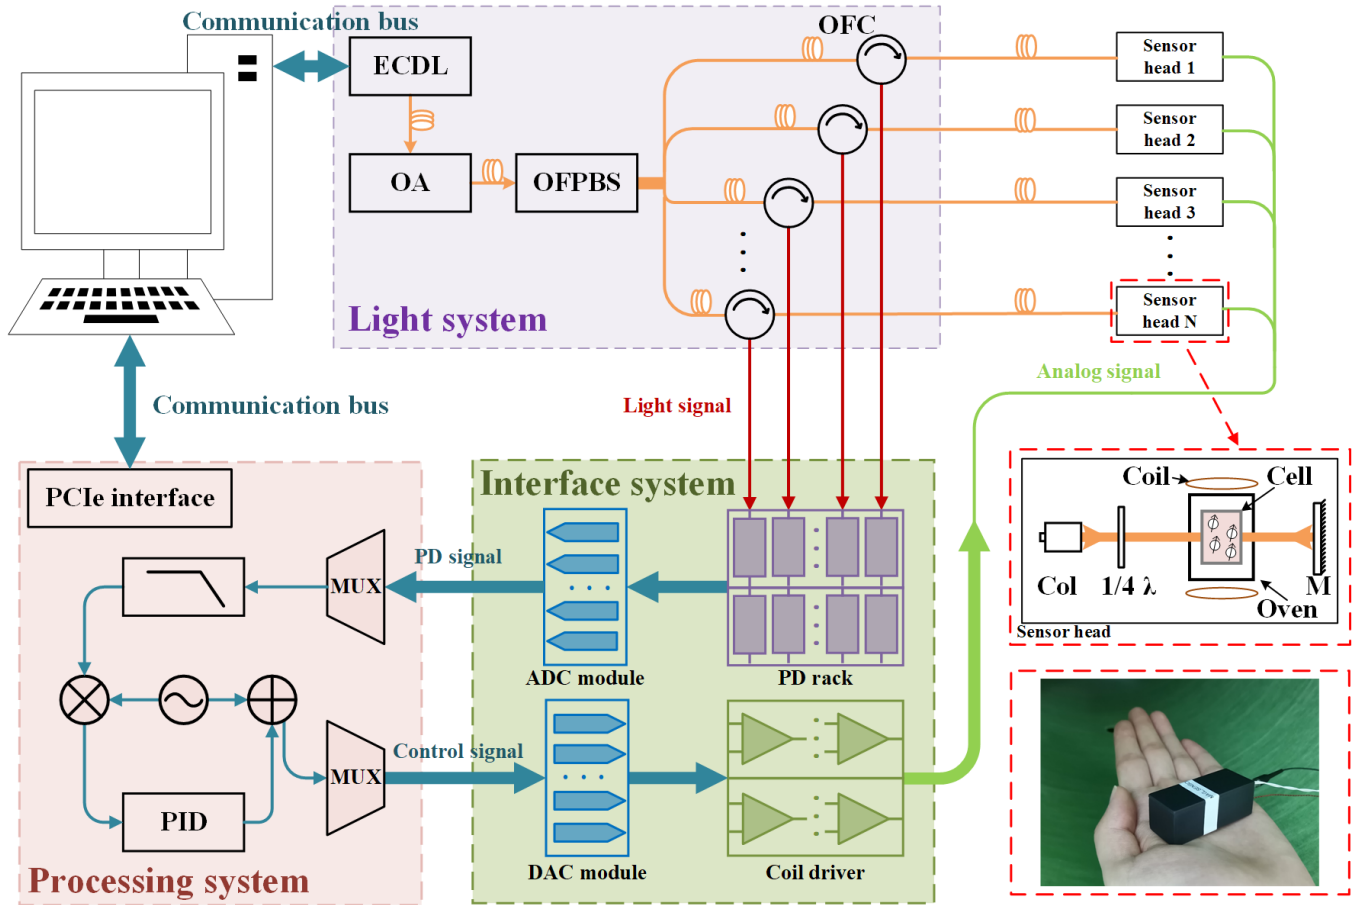 Communication bus
ECDL
OA
OFPBS
OFC
Light system
Sensor
head 1
Sensor
head 2
Sensor
head 3
Sensor
head N
Communication bus
Light signal
Analog signal
PCIe interface
MUX
PID
MUX
Processing system
PD signal
Control signal
Interface system
ADC module
PD rack
DAC module
Coil driver
Coil
Cell
Col
1/4 λ
M
Oven
Sensor head